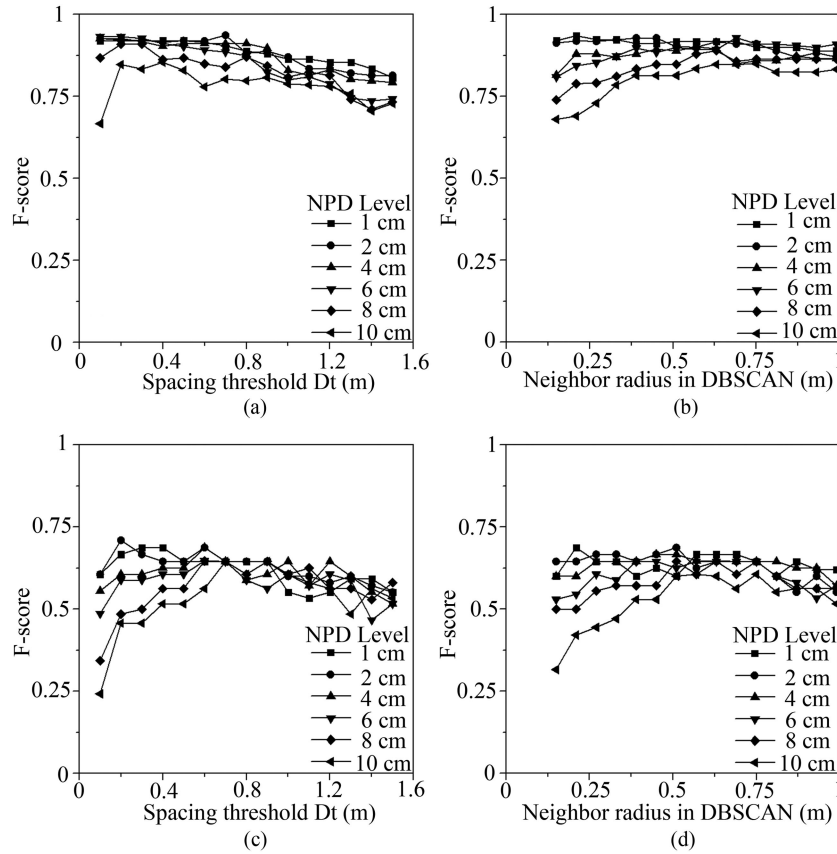 1
0.75
F-score
0.5
0.25
0
NPD Level
1 cm
2 cm
4 cm
6 cm
8 cm
10 cm
0 0.4 0.8 1.2 1.6
Spacing threshold Dt (m)
(a)
1
0.75
F-score
0.5
0.25
0
NPD Level
1 cm
2 cm
4 cm
6 cm
8 cm
10 cm
0 0.25 0.5 0.75 1
Neighbor radius in DBSCAN (m)
(b)
1
0.75
F-score
0.5
0.25
0
NPD Level
1 cm
2 cm
4 cm
6 cm
8 cm
10 cm
0 0.4 0.8 1.2 1.6
Spacing threshold Dt (m)
(c)
1
0.75
F-score
0.5
0.25
0
NPD Level
1 cm
2 cm
4 cm
6 cm
8 cm
10 cm
0 0.25 0.5 0.75 1
Neighbor radius in DBSCAN (m)
(d)